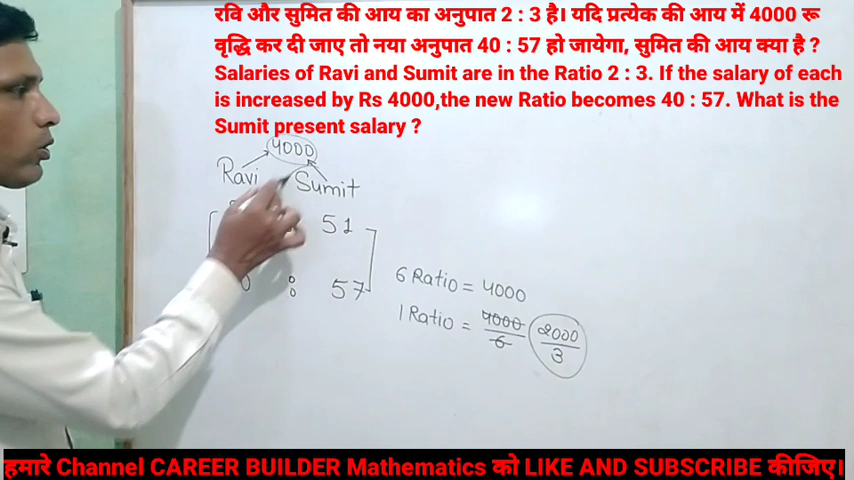 रवि और सुमित की आय का अनुपात 2 : 3 है। यदि प्रत्येक की आय में 4000 रू
वृद्धि कर दी जाए तो नया अनुपात 40 : 57 हो जायेगा, सुमित की आय क्या है ?
Salaries of Ravi and Sumit are in the Ratio 2 : 3. If the salary of each
is increased by Rs 4000,the new Ratio becomes 40 : 57. What is the
Sumit present salary ?
4000
Ravi Sumit
51
: 57
6 Ratio = 4000
1 Ratio = 4000/6 2000/3
हमारे Channel CAREER BUILDER Mathematics को LIKE AND SUBSCRIBE कीजिए।